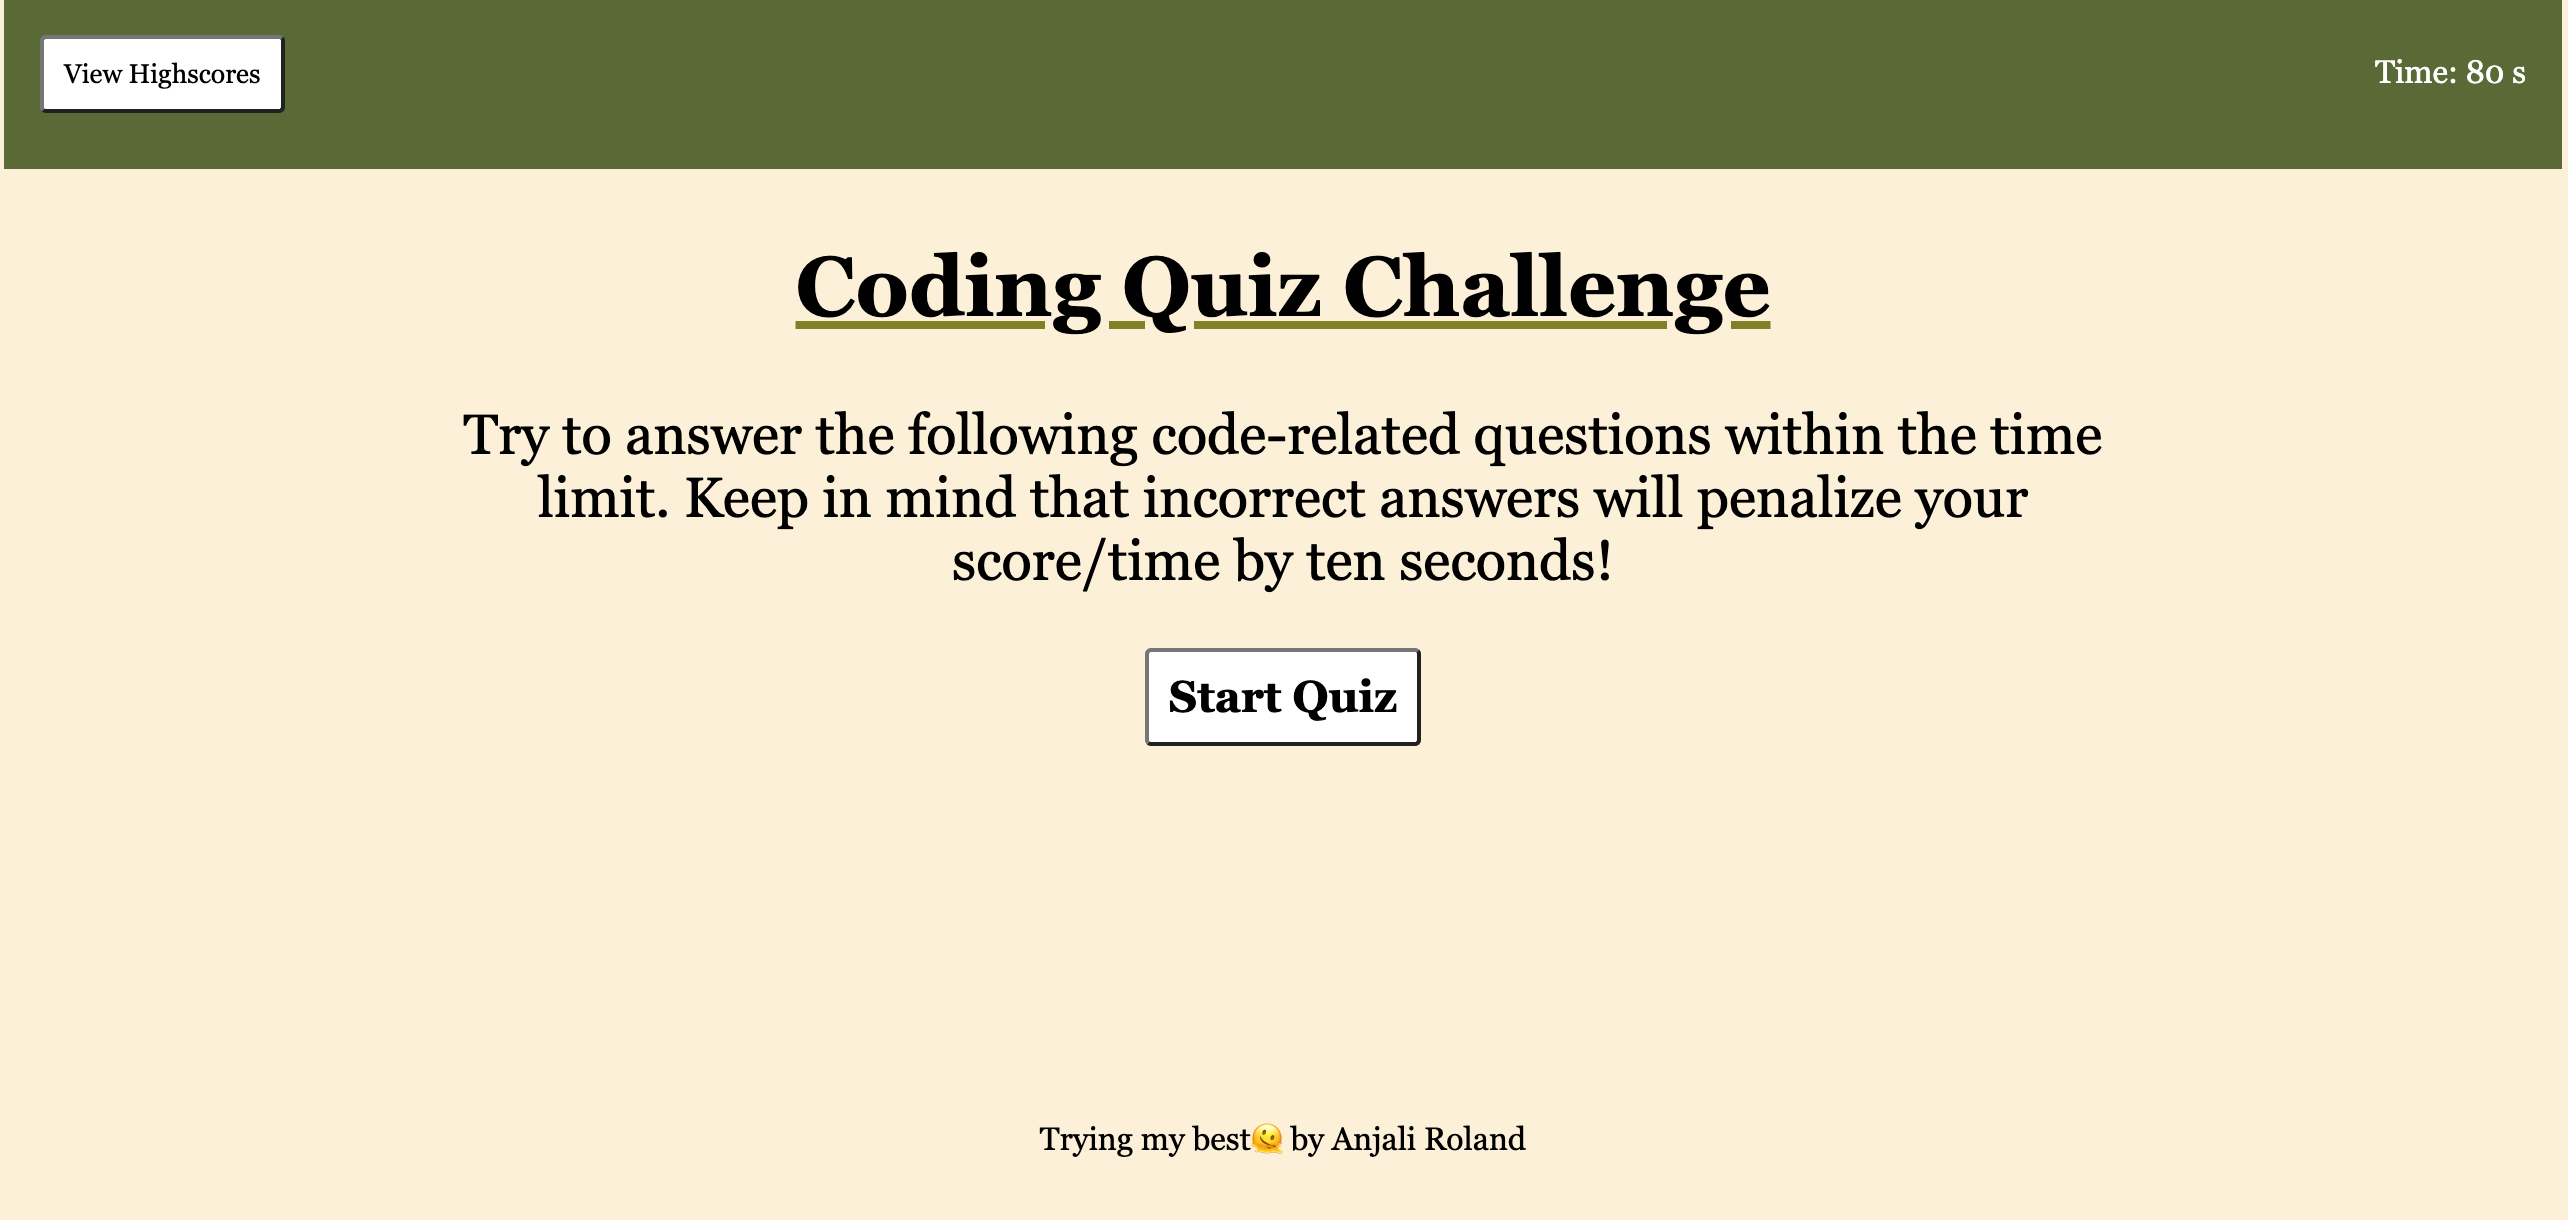 View Highscores
Time: 80 s
Coding Quiz Challenge
Try to answer the following code-related questions within the time
limit. Keep in mind that incorrect answers will penalize your
score/time by ten seconds!
Start Quiz
Trying my best🫠 by Anjali Roland